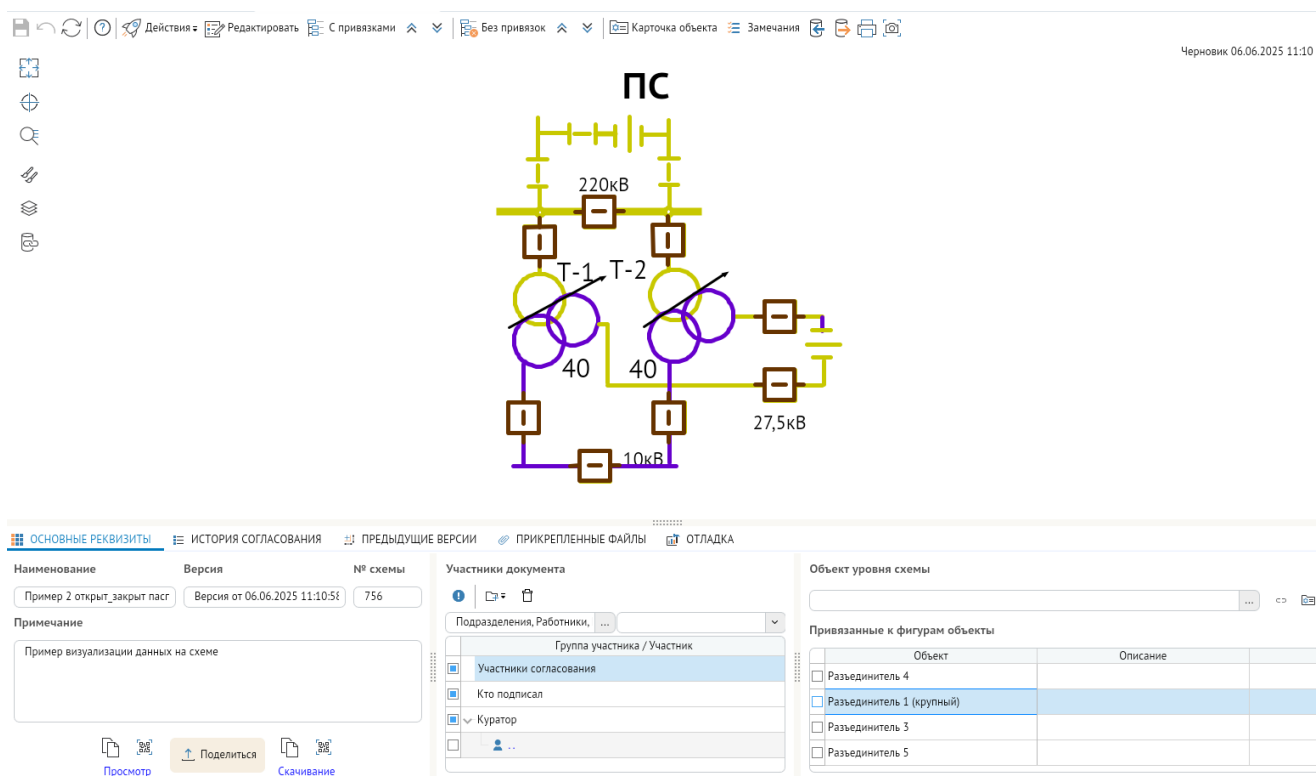 Действия Редактировать С привязками Без привязок Карточка объекта Замечания
Черновик 06.06.2025 11:10
ПС
220кВ
Т-1 Т-2
40 40
27,5кВ
10кВ
ОСНОВНЫЕ РЕКВИЗИТЫ ИСТОРИЯ СОГЛАСОВАНИЯ ПРЕДЫДУЩИЕ ВЕРСИИ ПРИКРЕПЛЕННЫЕ ФАЙЛЫ ОТЛАДКА
Наименование Версия № схемы
Пример 2 открыт_закрыт пасп Версия от 06.06.2025 11:10:58 756
Примечание
Пример визуализации данных на схеме
Просмотр Поделиться Скачивание
Участники документа
Подразделения, Работники, ...
Группа участника / Участник
Участники согласования
Кто подписал
Куратор
..
Объект уровня схемы
...
Привязанные к фигурам объекты
Объект Описание
Разъединитель 4
Разъединитель 1 (крупный)
Разъединитель 3
Разъединитель 5